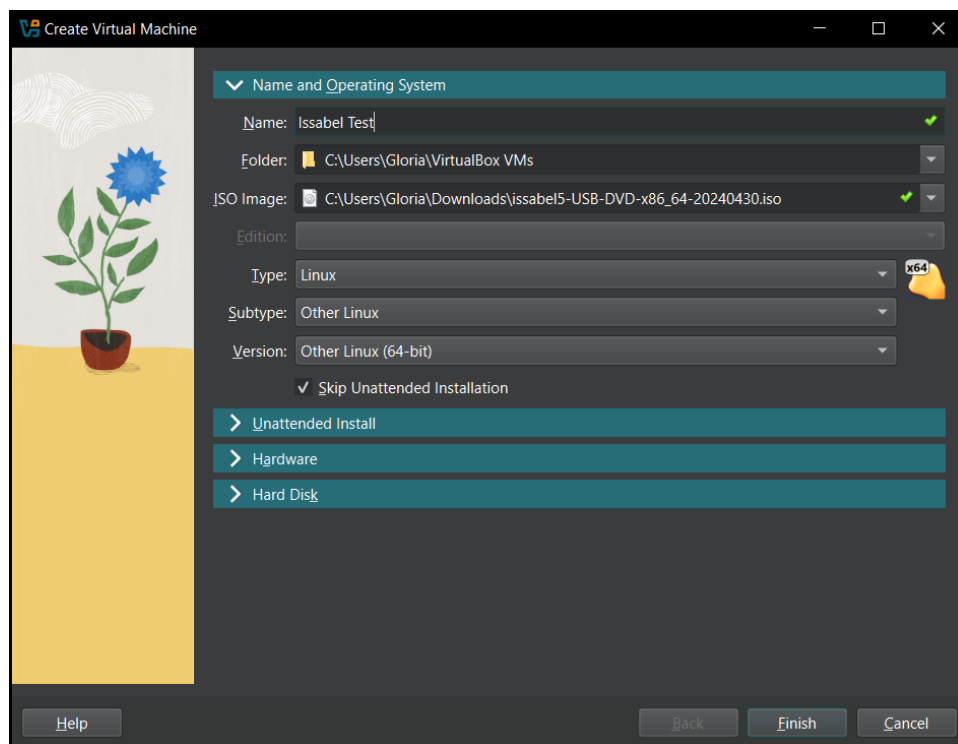 Create Virtual Machine
Name and Operating System
Name: Issabel Test
Folder: C:\Users\Gloria\VirtualBox VMs
ISO Image: C:\Users\Gloria\Downloads\issabel5-USB-DVD-x86_64-20240430.iso
Edition:
Type: Linux
x64
Subtype: Other Linux
Version: Other Linux (64-bit)
Skip Unattended Installation
Unattended Install
Hardware
Hard Disk
Help Back Finish Cancel